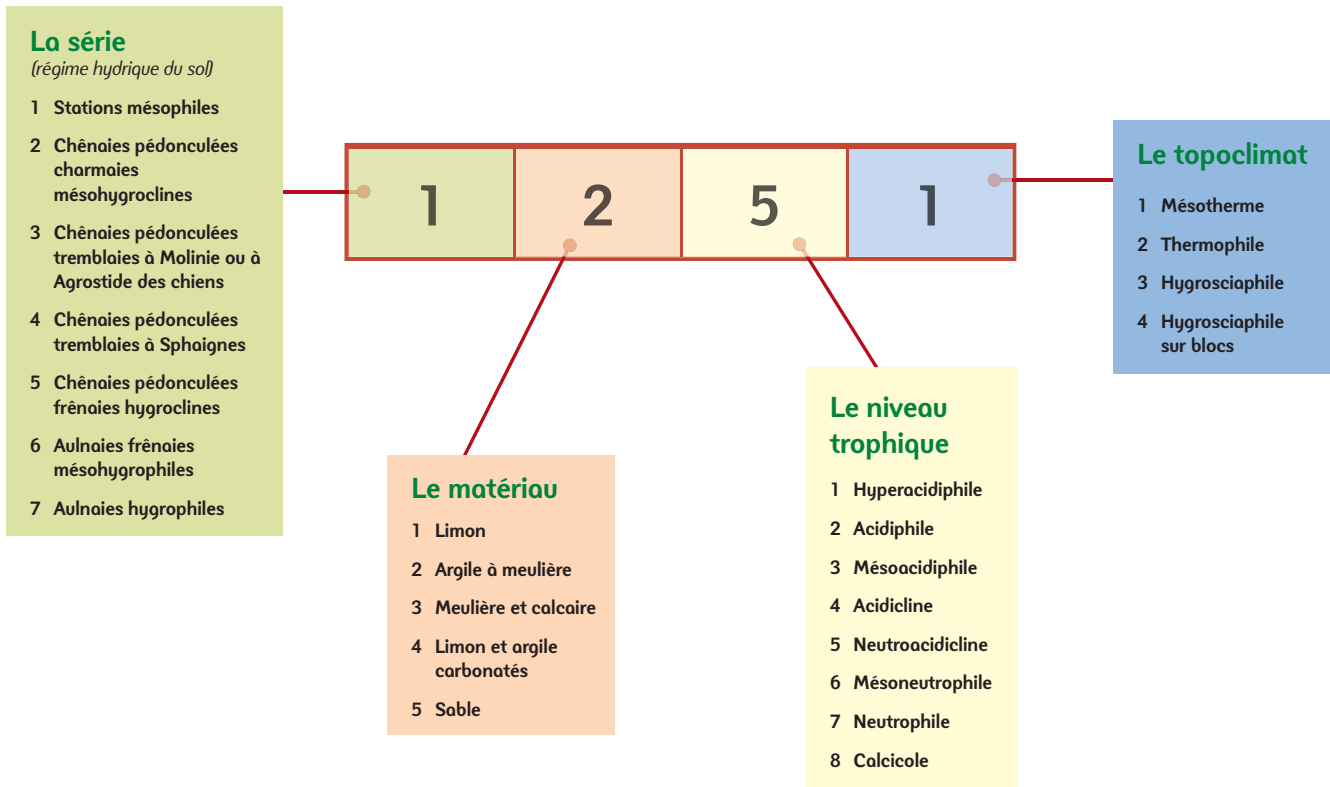 La série
(régime hydrique du sol)
1 Stations mésophiles
2 Chênaies pédonculées
charmaies
mésohygroclines
3 Chênaies pédonculées
tremblaies à Molinie ou à
Agrostide des chiens
4 Chênaies pédonculées
tremblaies à Sphaignes
5 Chênaies pédonculées
frênaies hygroclines
6 Aulnaies frênaies
mésohygrophiles
7 Aulnaies hygrophiles
1 2 5 1
Le matériau
1 Limon
2 Argile à meulière
3 Meulière et calcaire
4 Limon et argile
carbonatés
5 Sable
Le niveau
trophique
1 Hyperacidiphile
2 Acidiphile
3 Mésoacidiphile
4 Acidicline
5 Neutroacidicline
6 Mésoneutrophile
7 Neutrophile
8 Calcicole
Le topoclimat
1 Mésotherme
2 Thermophile
3 Hygrosciaphile
4 Hygrosciaphile
sur blocs